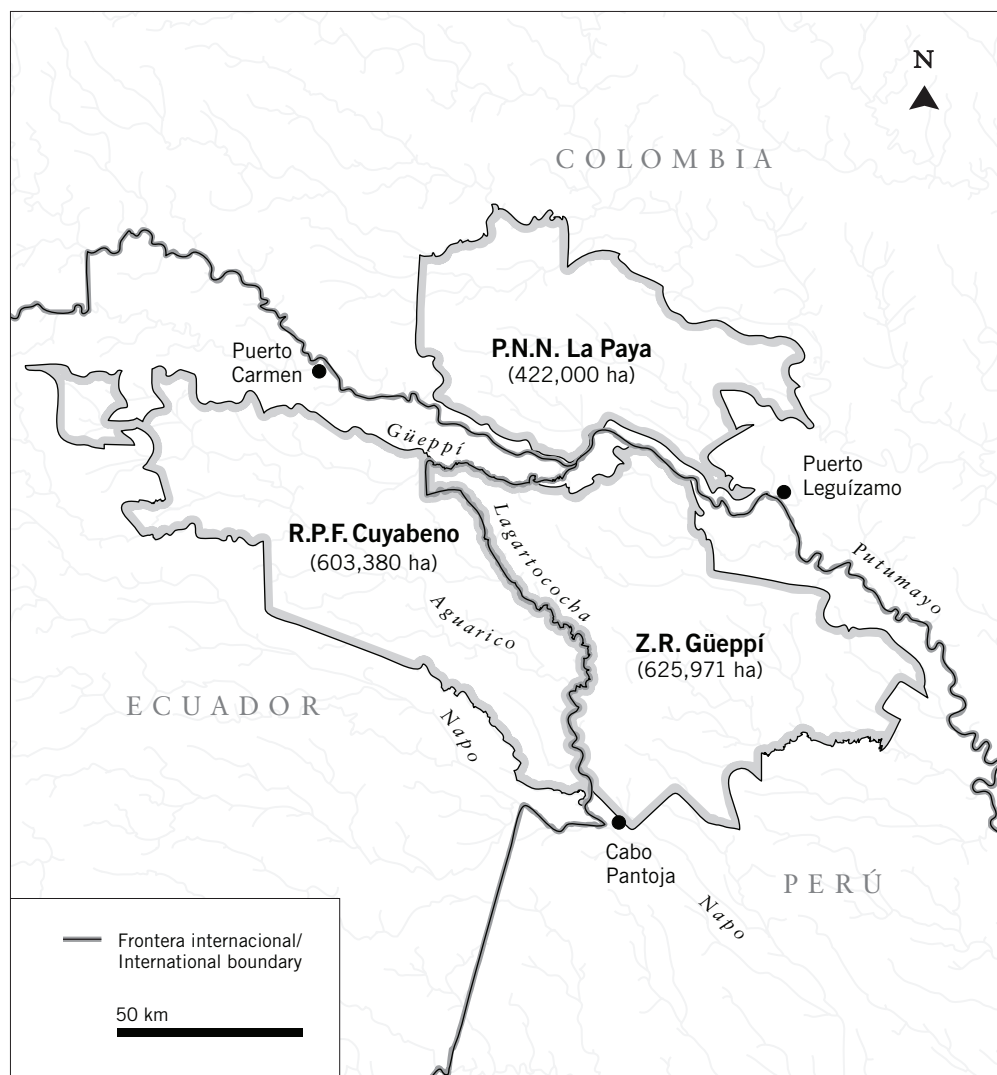 N
COLOMBIA
P.N.N. La Paya
(422,000 ha)
Puerto
Carmen
Güeppí
Puerto
Leguízamo
R.P.F. Cuyabeno
(603,380 ha)
Lagartococha
Putumayo
Aguarico
Z.R. Güeppí
(625,971 ha)
ECUADOR
Napo
Cabo
Pantoja
PERÚ
Napo
Frontera internacional/
International boundary
50 km